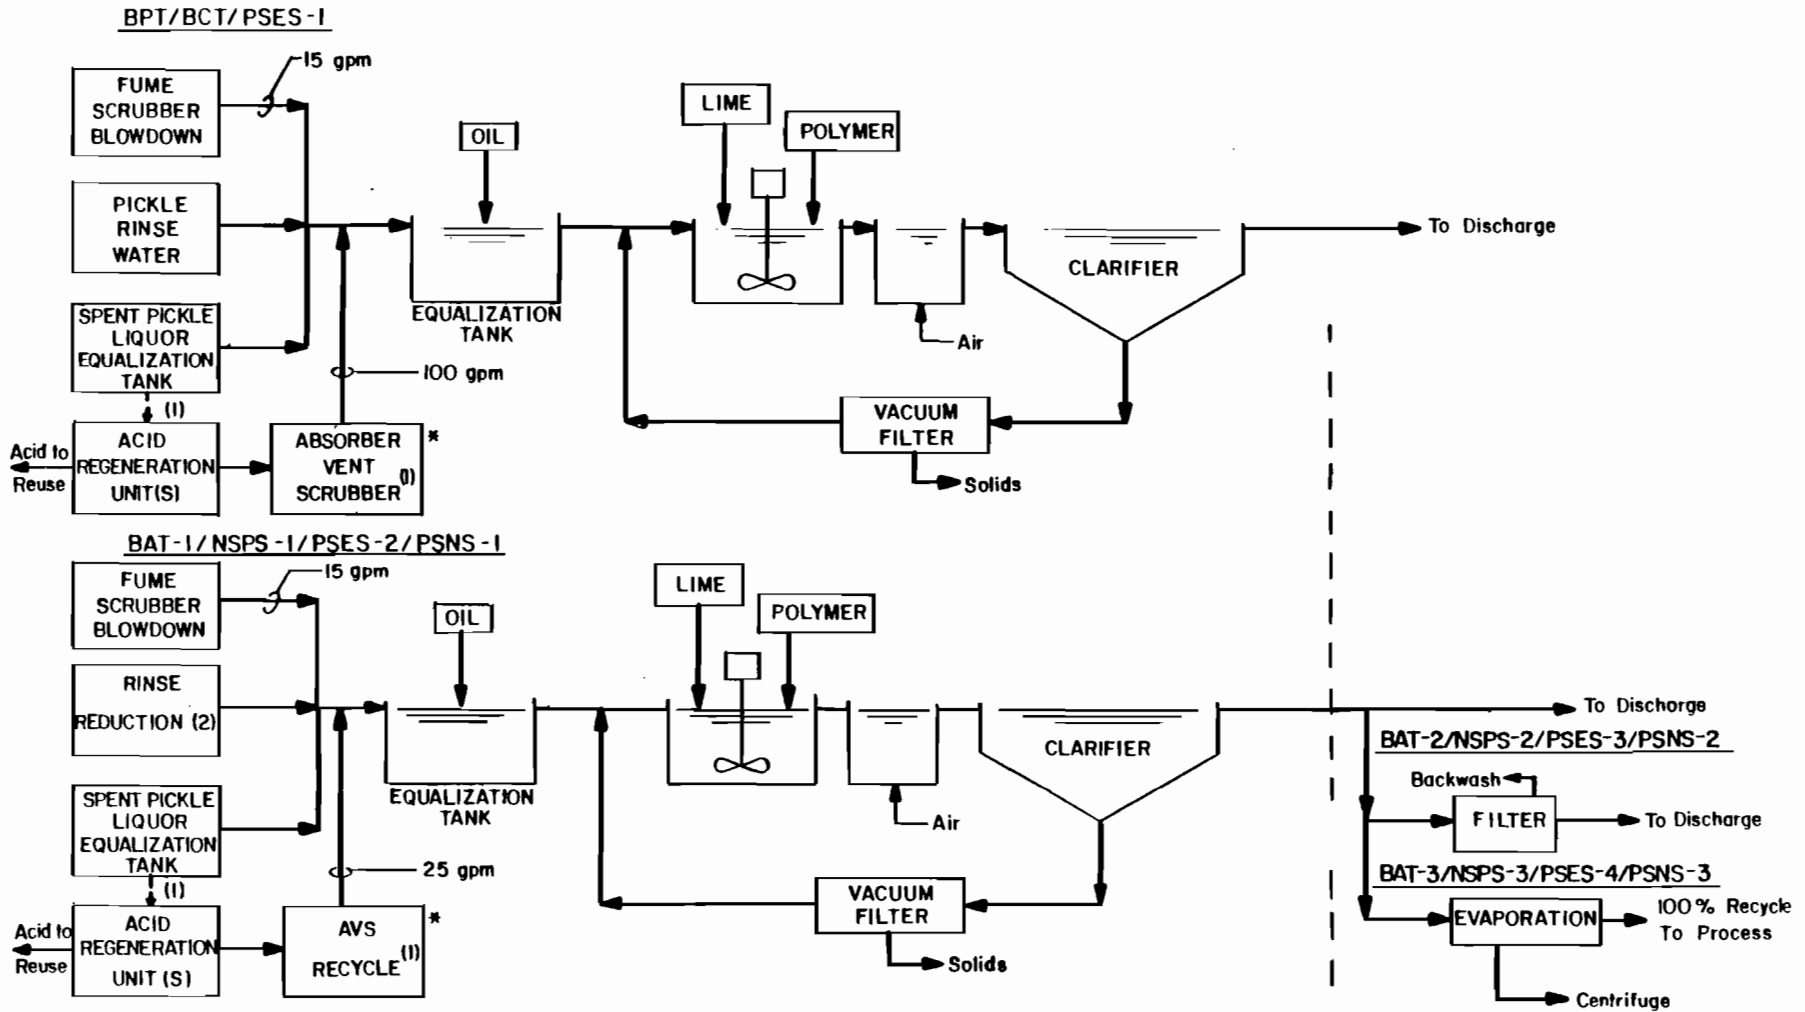 BPT/BCT/PSES-1
15 gpm
FUME
SCRUBBER
BLOWDOWN
PICKLE
RINSE
WATER
SPENT PICKLE
LIQUOR
EQUALIZATION
TANK
(1)
Acid to
Reuse
ACID
REGENERATION
UNIT(S)
ABSORBER
VENT
SCRUBBER
(1)
*
100 gpm
OIL
EQUALIZATION
TANK
LIME
POLYMER
Air
CLARIFIER
To Discharge
VACUUM
FILTER
Solids
BAT-1/NSPS-1/PSES-2/PSNS-1
15 gpm
FUME
SCRUBBER
BLOWDOWN
RINSE
REDUCTION (2)
SPENT PICKLE
LIQUOR
EQUALIZATION
TANK
(1)
Acid to
Reuse
ACID
REGENERATION
UNIT(S)
AVS
RECYCLE
(1)
*
25 gpm
OIL
EQUALIZATION
TANK
LIME
POLYMER
Air
CLARIFIER
VACUUM
FILTER
Solids
To Discharge
BAT-2/NSPS-2/PSES-3/PSNS-2
Backwash
FILTER
To Discharge
BAT-3/NSPS-3/PSES-4/PSNS-3
EVAPORATION
100% Recycle
To Process
Centrifuge